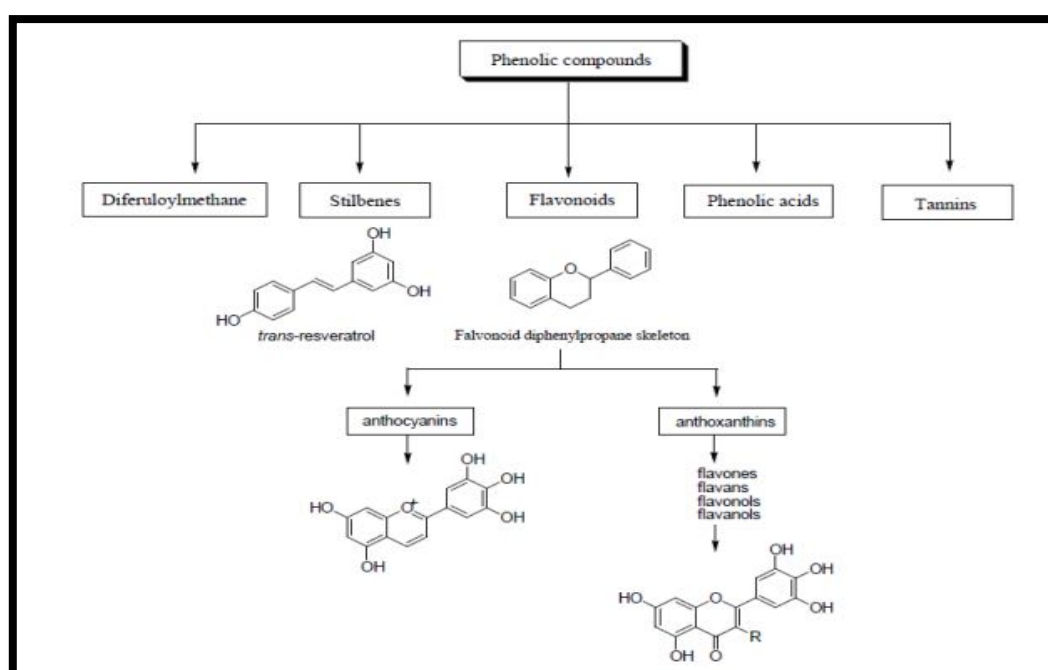 Phenolic compounds
Diferuloylmethane
Stilbenes
Flavonoids
Phenolic acids
Tannins
OH
OH
HO
trans-resveratrol
O
Falvonoid diphenylpropane skeleton
anthocyanins
anthoxanthins
OH
OH
OH
HO
O+
OH
flavones
flavans
flavonols
flavanols
OH
OH
OH
HO
O
R
OH
O